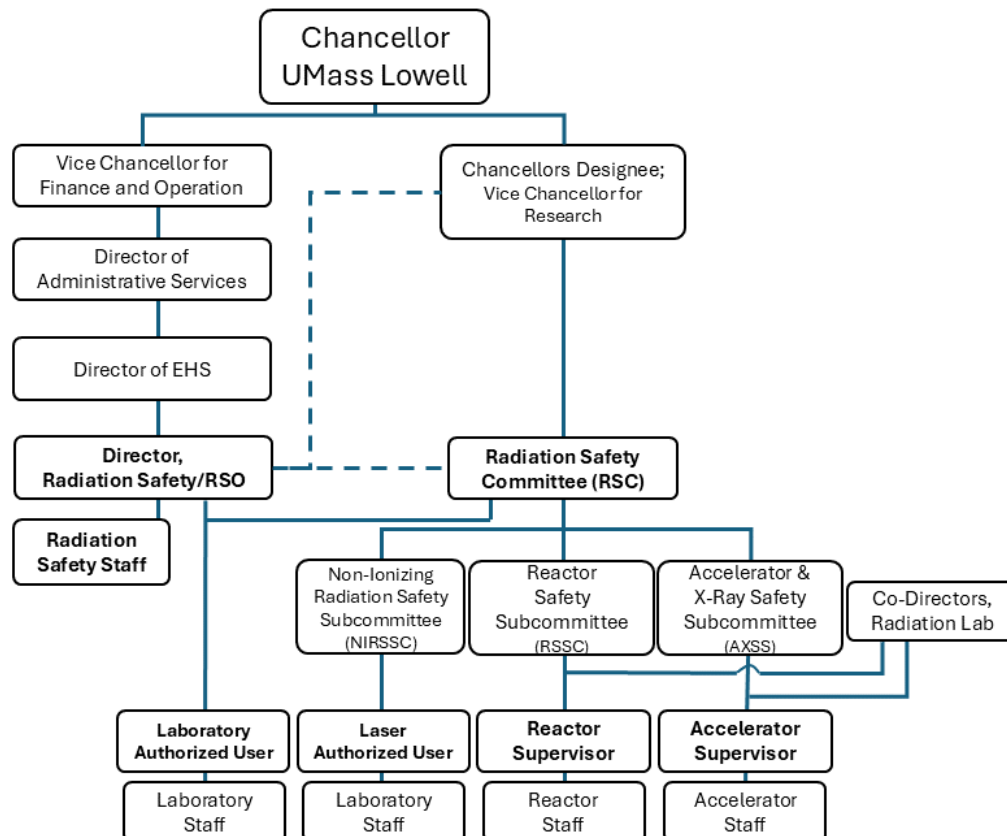 Chancellor
UMass Lowell
Vice Chancellor for
Finance and Operation
Chancellors Designee;
Vice Chancellor for
Research
Director of
Administrative Services
Director of EHS
Director,
Radiation Safety/RSO
Radiation Safety
Committee (RSC)
Radiation
Safety Staff
Non-Ionizing
Radiation Safety
Subcommittee
(NIRSSC)
Reactor
Safety
Subcommittee
(RSSC)
Accelerator &
X-Ray Safety
Subcommittee
(AXSS)
Co-Directors,
Radiation Lab
Laboratory
Authorized User
Laser
Authorized User
Reactor
Supervisor
Accelerator
Supervisor
Laboratory
Staff
Laboratory
Staff
Reactor
Staff
Accelerator
Staff